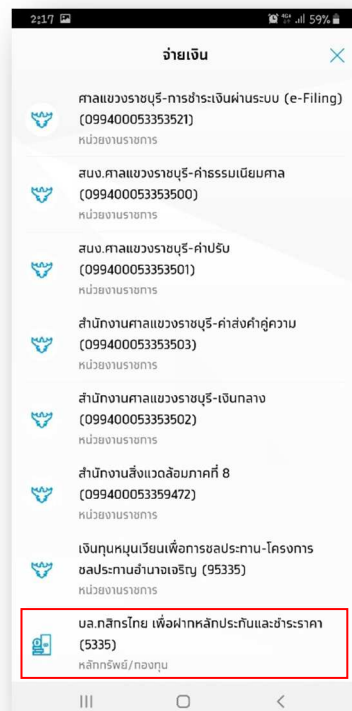 2:17
4G+
59%
จ่ายเงิน
ศาลแขวงราชบุรี-การชำระเงินผ่านระบบ (e-Filing)
(099400053353521)
หน่วยงานราชการ
สนง.ศาลแขวงราชบุรี-ค่าธรรมเนียมศาล
(099400053353500)
หน่วยงานราชการ
สนง.ศาลแขวงราชบุรี-ค่าปรับ
(099400053353501)
หน่วยงานราชการ
สำนักงานศาลแขวงราชบุรี-ค่าส่งคำคู่ความ
(099400053353503)
หน่วยงานราชการ
สำนักงานศาลแขวงราชบุรี-เงินกลาง
(099400053353502)
หน่วยงานราชการ
สำนักงานสิ่งแวดล้อมภาคที่ 8
(099400053359472)
หน่วยงานราชการ
เงินทุนหมุนเวียนเพื่อการชลประทาน-โครงการ
ชลประทานอำนาจเจริญ (95335)
หน่วยงานราชการ
บล.กสิกรไทย เพื่อฝากหลักประกันและชำระราคา
(5335)
หลักทรัพย์/กองทุน